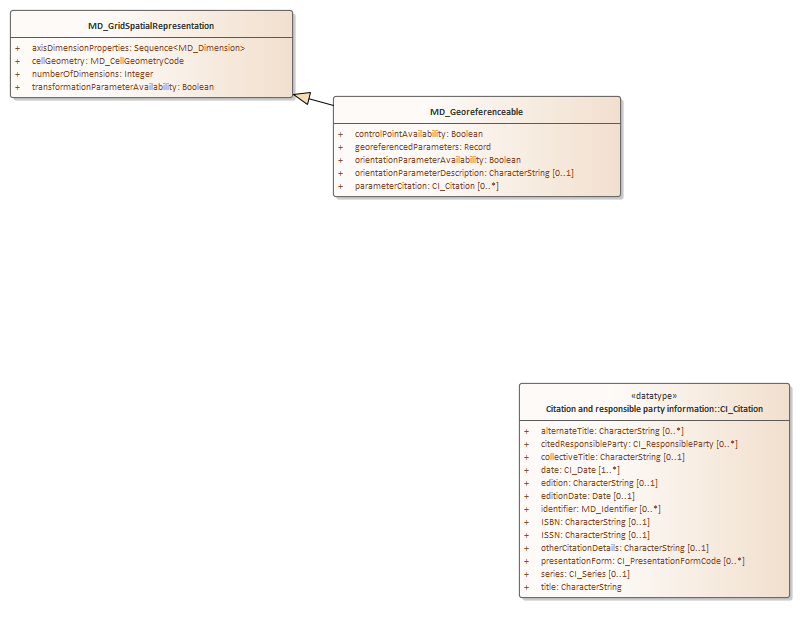 MD_GridSpatialRepresentation
+ axisDimensionProperties: Sequence<MD_Dimension>
+ cellGeometry: MD_CellGeometryCode
+ numberOfDimensions: Integer
+ transformationParameterAvailability: Boolean
MD_Georeferenceable
+ controlPointAvailability: Boolean
+ georeferencedParameters: Record
+ orientationParameterAvailability: Boolean
+ orientationParameterDescription: CharacterString [0..1]
+ parameterCitation: CI_Citation [0..*]
«datatype»
Citation and responsible party information::CI_Citation
+ alternateTitle: CharacterString [0..*]
+ citedResponsibleParty: CI_ResponsibleParty [0..*]
+ collectiveTitle: CharacterString [0..1]
+ date: CI_Date [1..*]
+ edition: CharacterString [0..1]
+ editionDate: Date [0..1]
+ identifier: MD_Identifier [0..*]
+ ISBN: CharacterString [0..1]
+ ISSN: CharacterString [0..1]
+ otherCitationDetails: CharacterString [0..1]
+ presentationForm: CI_PresentationFormCode [0..*]
+ series: CI_Series [0..1]
+ title: CharacterString